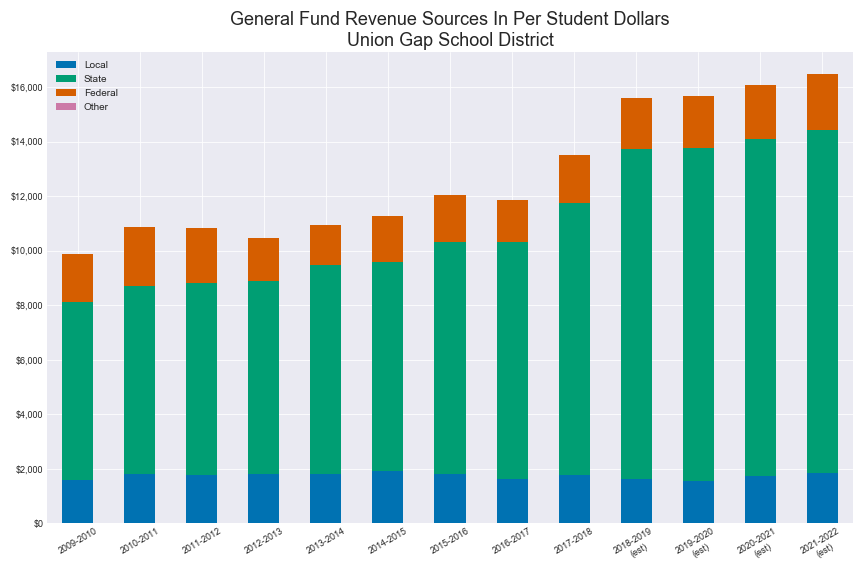 General Fund Revenue Sources In Per Student Dollars
Union Gap School District
Local
State
Federal
Other
$16,000
$14,000
$12,000
$10,000
$8,000
$6,000
$4,000
$2,000
$0
2009-2010
2010-2011
2011-2012
2012-2013
2013-2014
2014-2015
2015-2016
2016-2017
2017-2018
2018-2019
(est)
2019-2020
(est)
2020-2021
(est)
2021-2022
(est)